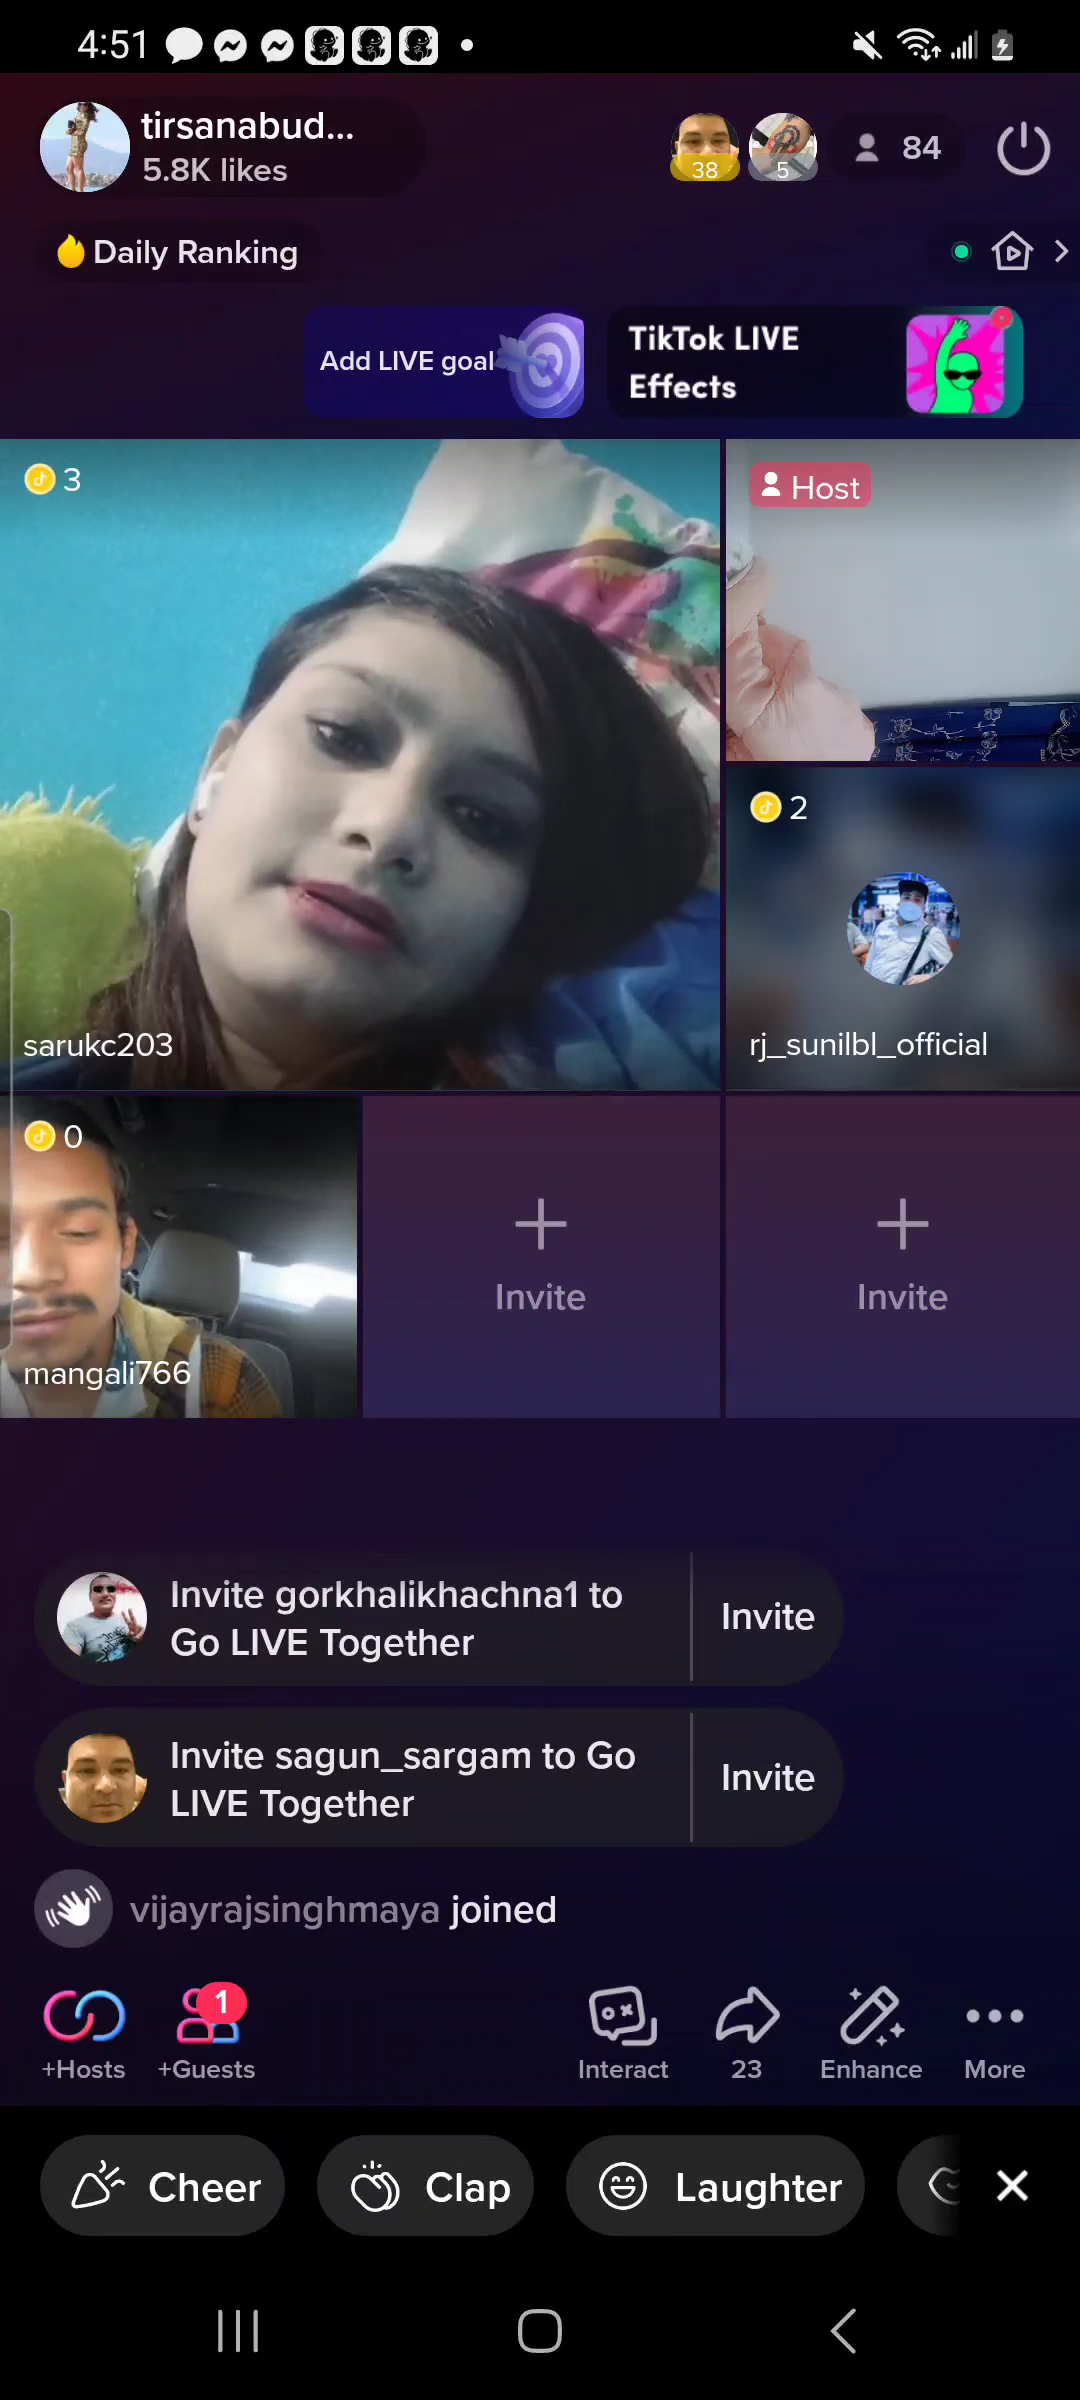 4:51
tirsanabud...
5.8K likes
38
5
84
Daily Ranking
Add LIVE goal
TikTok LIVE
Effects
3
Host
2
sarukc203
rj_sunilbl_official
0
mangali766
Invite
Invite
Invite gorkhalikhachna1 to
Go LIVE Together
Invite
Invite sagun_sargam to Go
LIVE Together
Invite
vijayrajsinghmaya joined
1
+Hosts
+Guests
Interact
23
Enhance
More
Cheer
Clap
Laughter